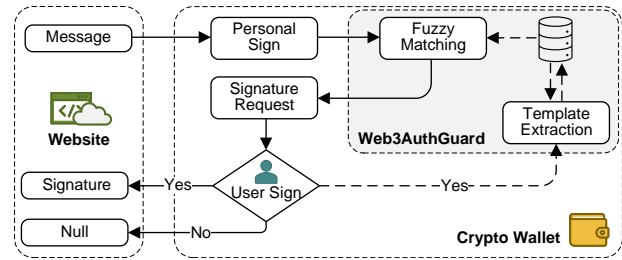 Message
Personal
Sign
Fuzzy
Matching
Signature
Request
</>
Website
Web3AuthGuard
Template
Extraction
Signature
Yes
User Sign
Yes
Null
No
Crypto Wallet